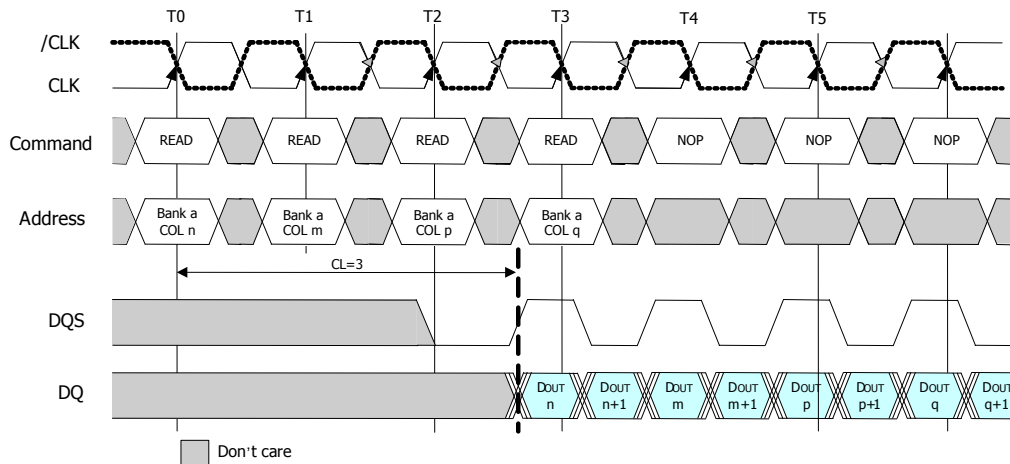 T0 T1 T2 T3 T4 T5
/CLK
CLK
Command READ READ READ READ NOP NOP NOP
Address Bank a COL n Bank a COL m Bank a COL p Bank a COL q
CL=3
DQS
DQ DOUT n DOUT n+1 DOUT m DOUT m+1 DOUT p DOUT p+1 DOUT q DOUT q+1
Don't care